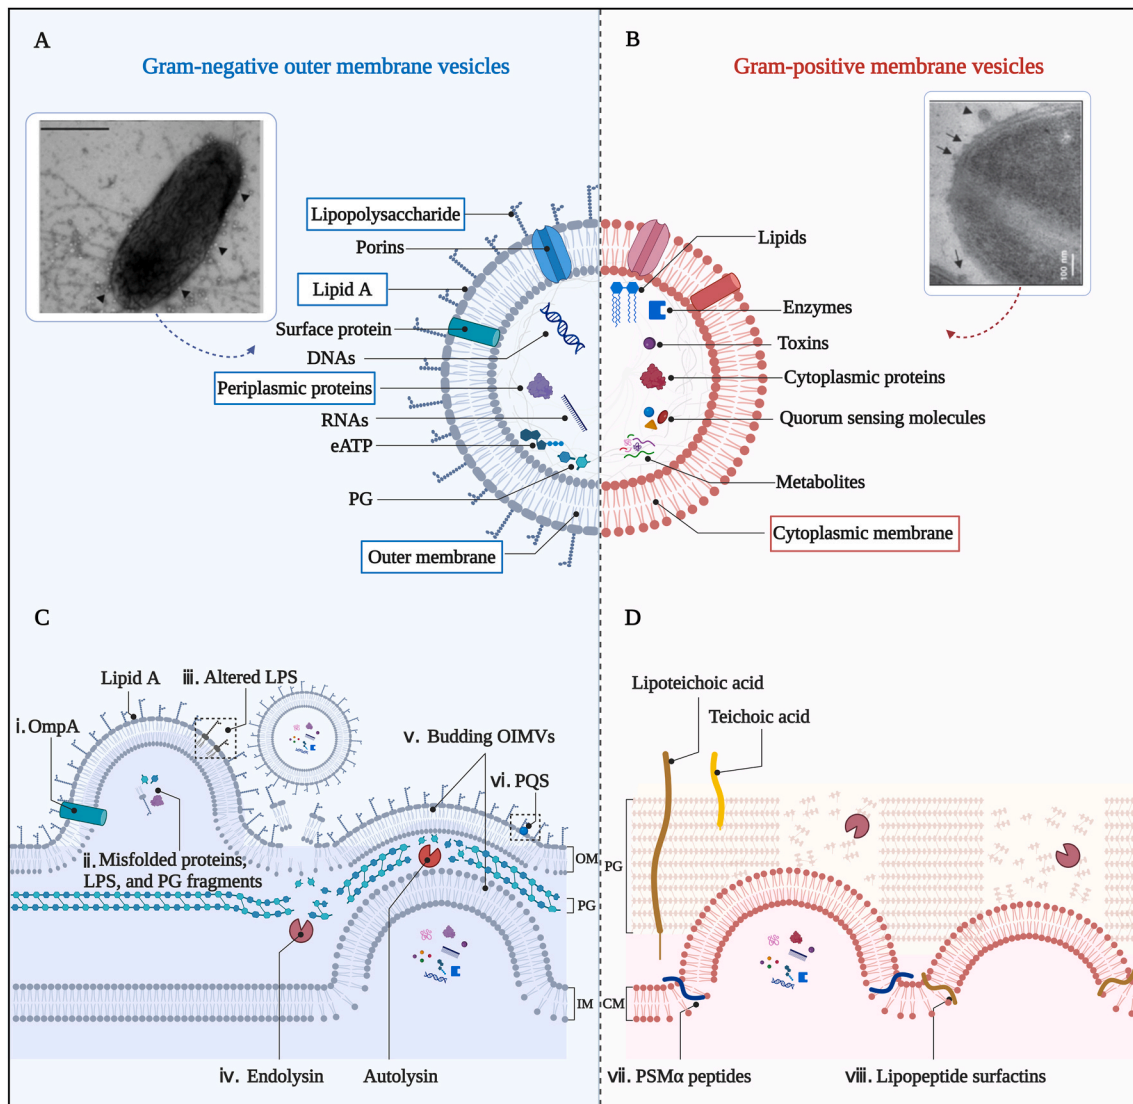 A
Gram-negative outer membrane vesicles
Lipopolysaccharide
Porins
Lipid A
Surface protein
DNAs
Periplasmic proteins
RNAs
eATP
PG
Outer membrane
B
Gram-positive membrane vesicles
100 nm
Lipids
Enzymes
Toxins
Cytoplasmic proteins
Quorum sensing molecules
Metabolites
Cytoplasmic membrane
C
Lipid A
iii. Altered LPS
i. OmpA
v. Budding OIMVs
vi. PQS
ii. Misfolded proteins,
LPS, and PG fragments
OM
PG
IM
iv. Endolysin
Autolysin
D
Lipoteichoic acid
Teichoic acid
PG
CM
vii. PSMα peptides
viii. Lipopeptide surfactins